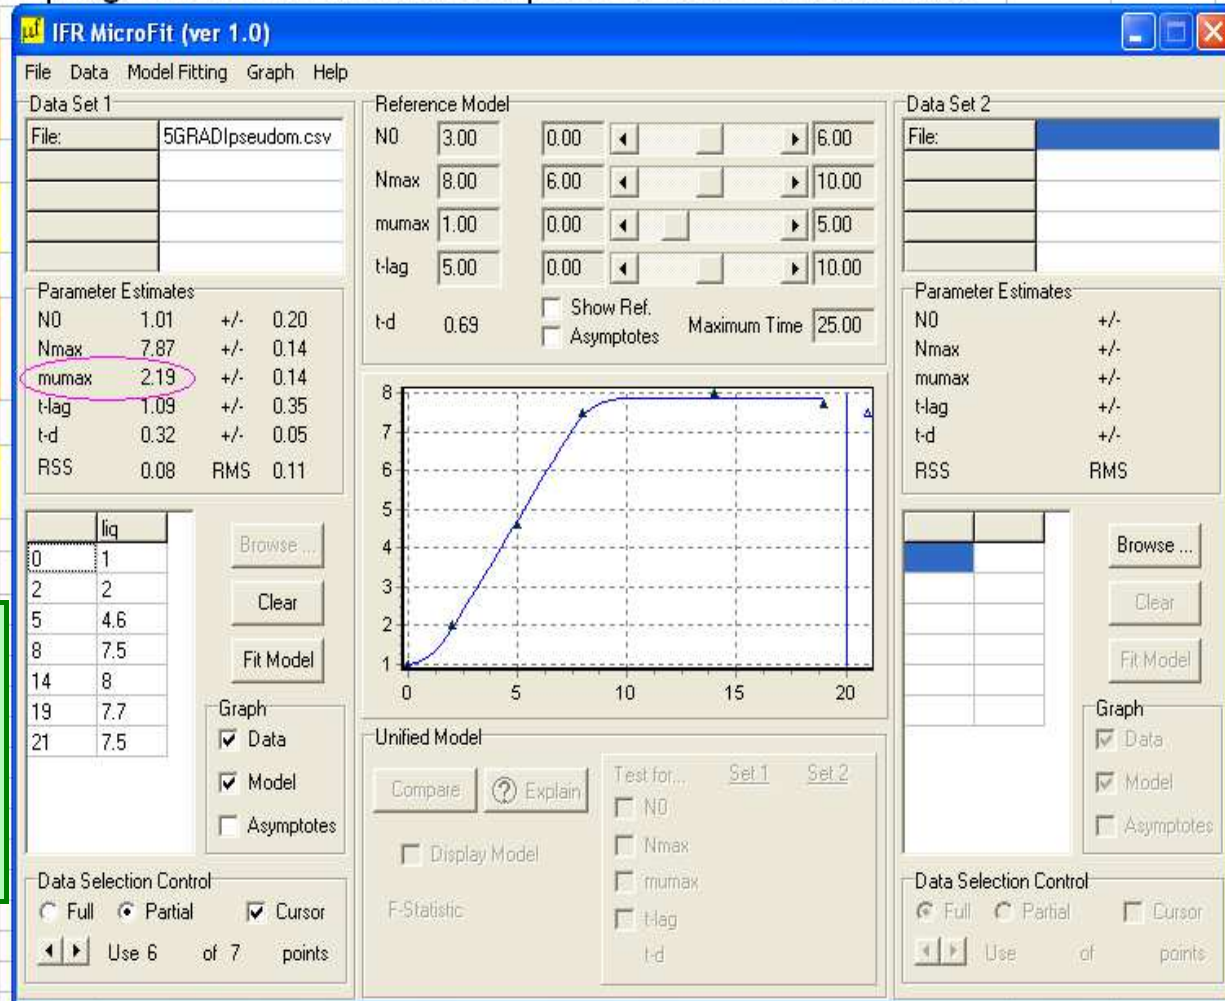 IFR MicroFit (ver 1.0)
File Data Model Fitting Graph Help
Data Set 1
File: 5GRADIpseudom.csv
Parameter Estimates
N0 1.01 +/- 0.20
Nmax 7.87 +/- 0.14
mumax 2.19 +/- 0.14
t-lag 1.09 +/- 0.35
t-d 0.32 +/- 0.05
RSS 0.08 RMS 0.11
liq
0 1
2 2
5 4.6
8 7.5
14 8
19 7.7
21 7.5
Browse ...
Clear
Fit Model
Graph
Data
Model
Asymptotes
Data Selection Control
Full Partial Cursor
Use 6 of 7 points
Reference Model
N0 3.00 0.00 6.00
Nmax 8.00 6.00 10.00
mumax 1.00 0.00 5.00
t-lag 5.00 0.00 10.00
t-d 0.69
Show Ref.
Asymptotes
Maximum Time 25.00
8
7
6
5
4
3
2
1
0 5 10 15 20
Unified Model
Compare
? Explain
Display Model
F-Statistic
Test for... Set 1 Set 2
N0
Nmax
mumax
t-lag
t-d
Data Set 2
File:
Parameter Estimates
N0 +/-
Nmax +/-
mumax +/-
t-lag +/-
t-d +/-
RSS RMS
Browse ...
Clear
Fit Model
Graph
Data
Model
Asymptotes
Data Selection Control
Full Partial Cursor
Use of points